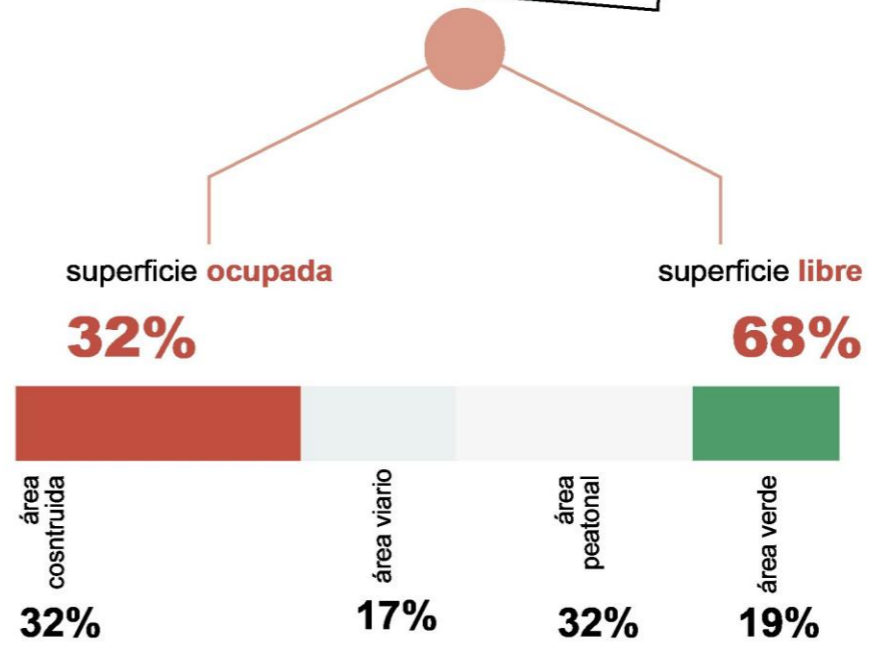 superficie ocupada
32%
superficie libre
68%
área
cosntruida
32%
área viario
17%
área
peatonal
32%
área verde
19%